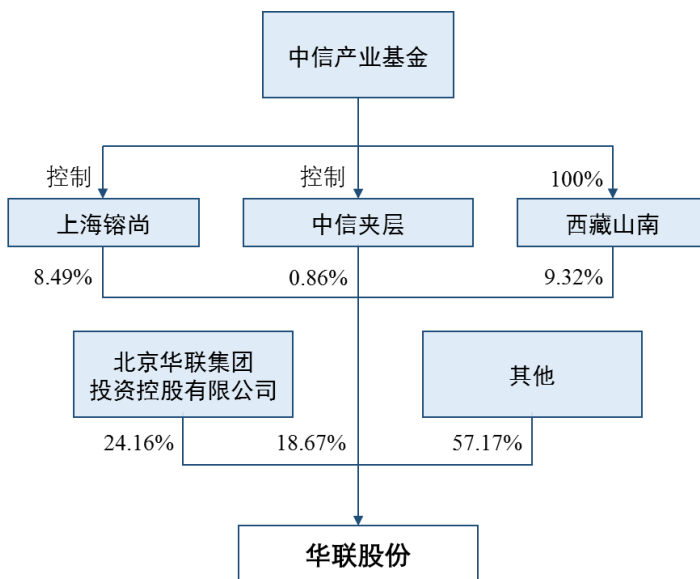 中信产业基金
控制
控制
100%
上海镕尚
中信夹层
西藏山南
8.49%
0.86%
9.32%
北京华联集团
投资控股有限公司
其他
24.16%
18.67%
57.17%
华联股份